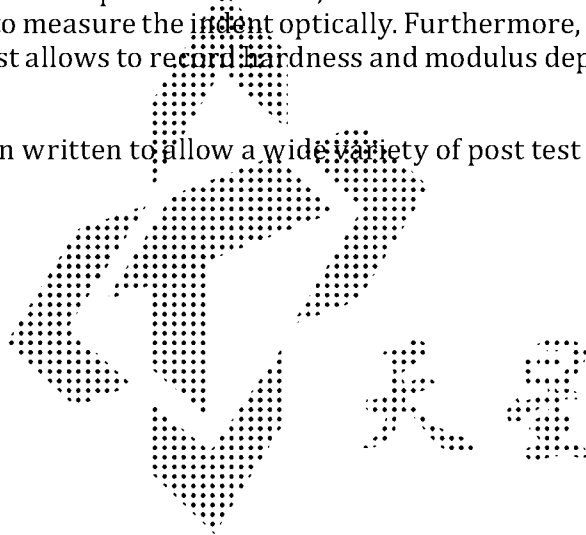 to measure the indent optically. Furthermore,
st allows to record hardness and modulus dep
n written to allow a wide variety of post test